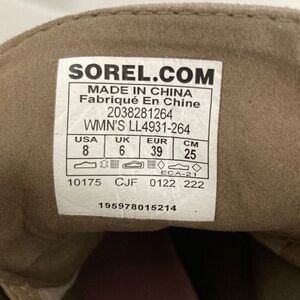 SOREL.COM
MADE IN CHINA
Fabriqué En Chine
2038281264
WMN'S LL4931-264
USA UK EUR CM
8 6 39 25
ECA-21
10175 CJF 0122 222
195978015214